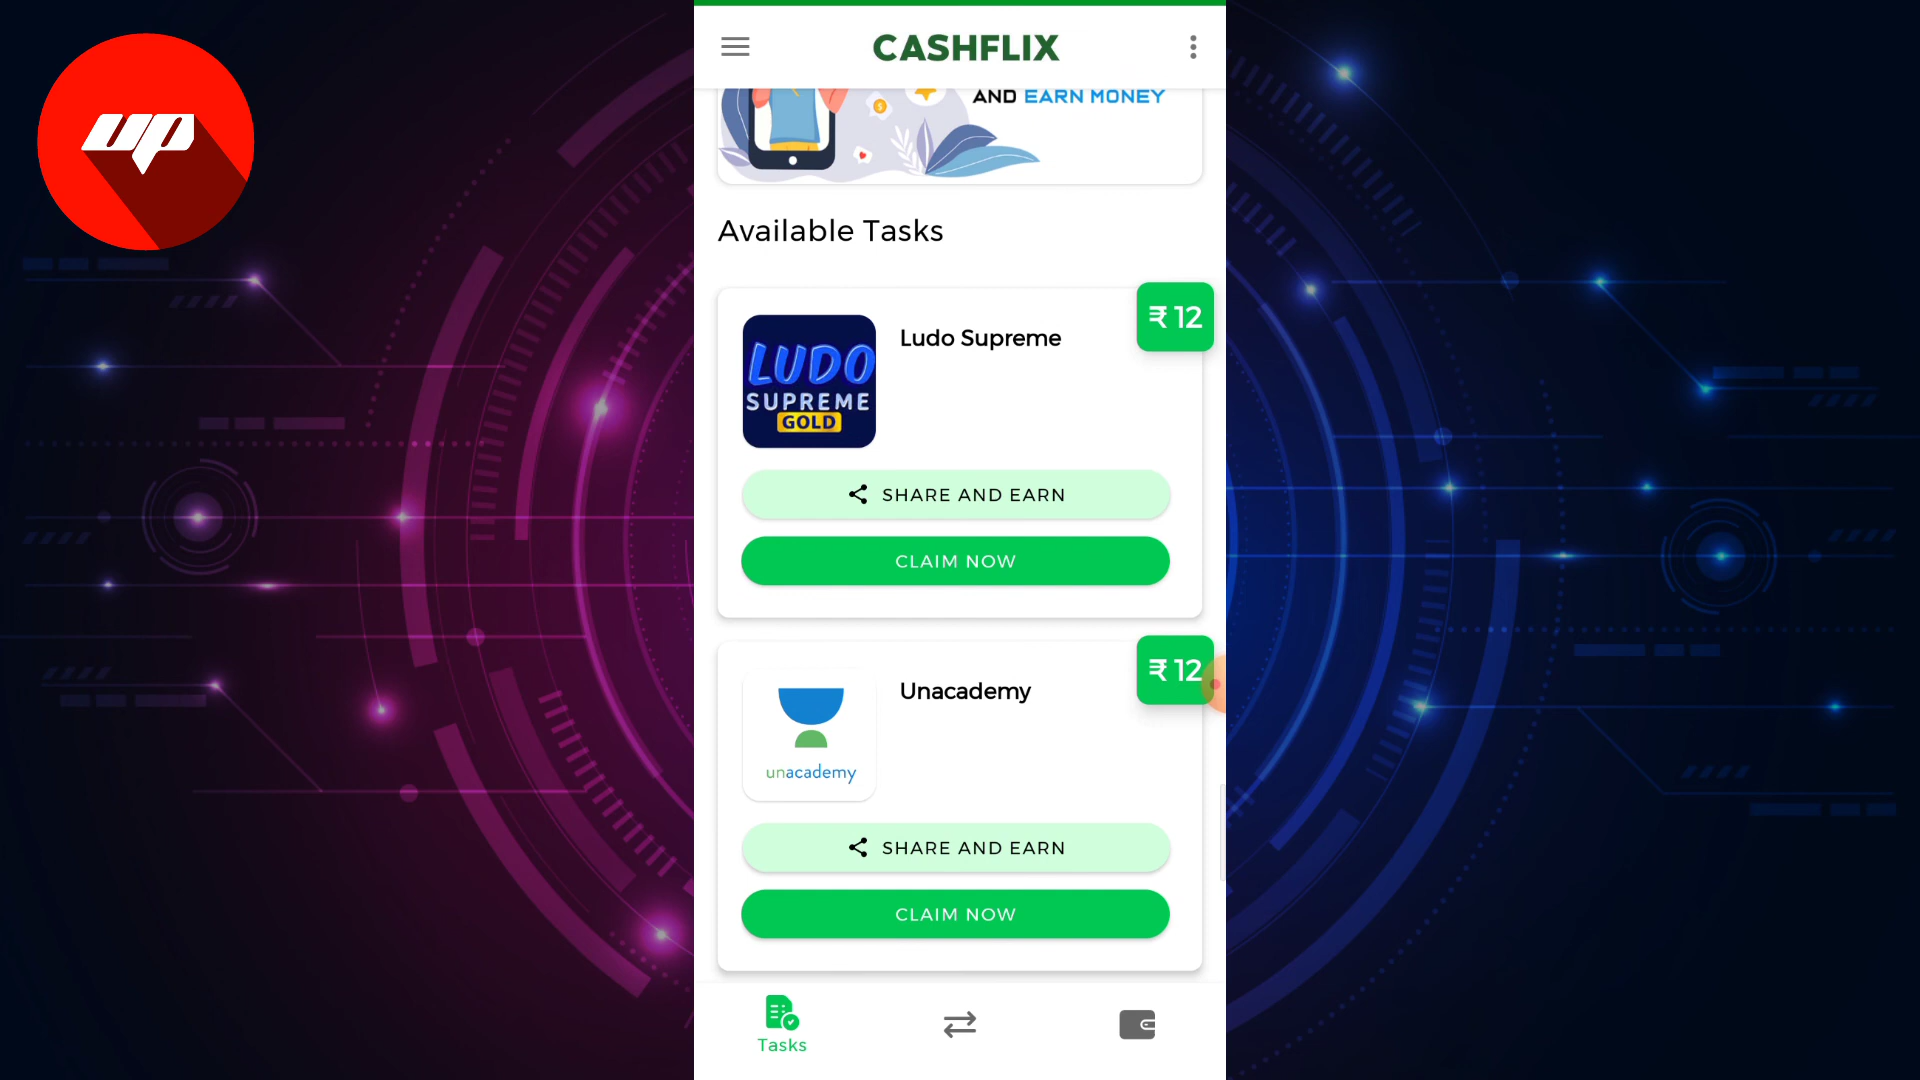 up
CASHFLIX
AND EARN MONEY
Available Tasks
₹ 12
Ludo Supreme
LUDO
SUPREME
GOLD
SHARE AND EARN
CLAIM NOW
₹ 12
Unacademy
unacademy
SHARE AND EARN
CLAIM NOW
Tasks